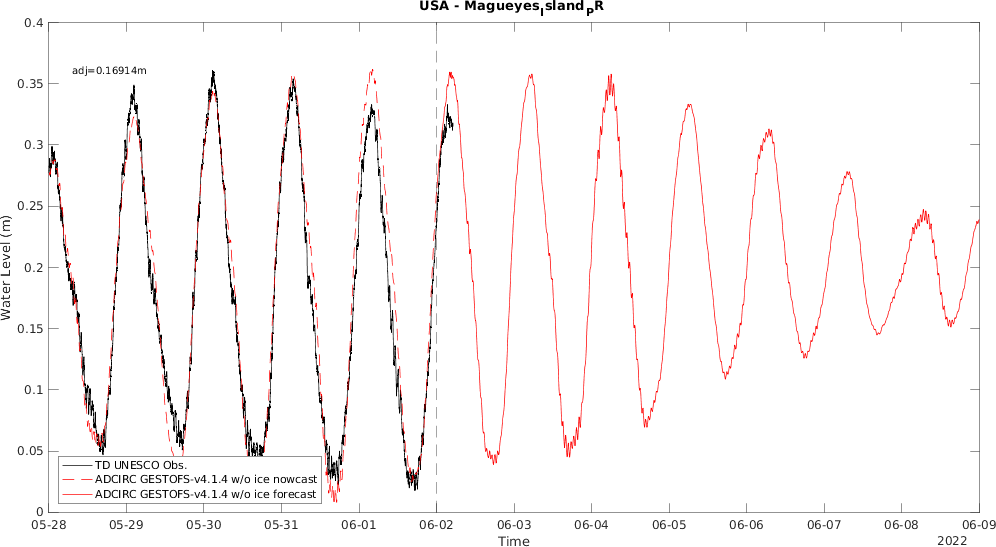 USA - Magueyes_Island_PR
0.4
0.35
0.3
0.25
0.2
0.15
0.1
0.05
0
Water Level (m)
adj=0.16914m
TD UNESCO Obs.
ADCIRC GESTOFS-v4.1.4 w/o ice nowcast
ADCIRC GESTOFS-v4.1.4 w/o ice forecast
05-28 05-29 05-30 05-31 06-01 06-02 06-03 06-04 06-05 06-06 06-07 06-08 06-09
Time
2022